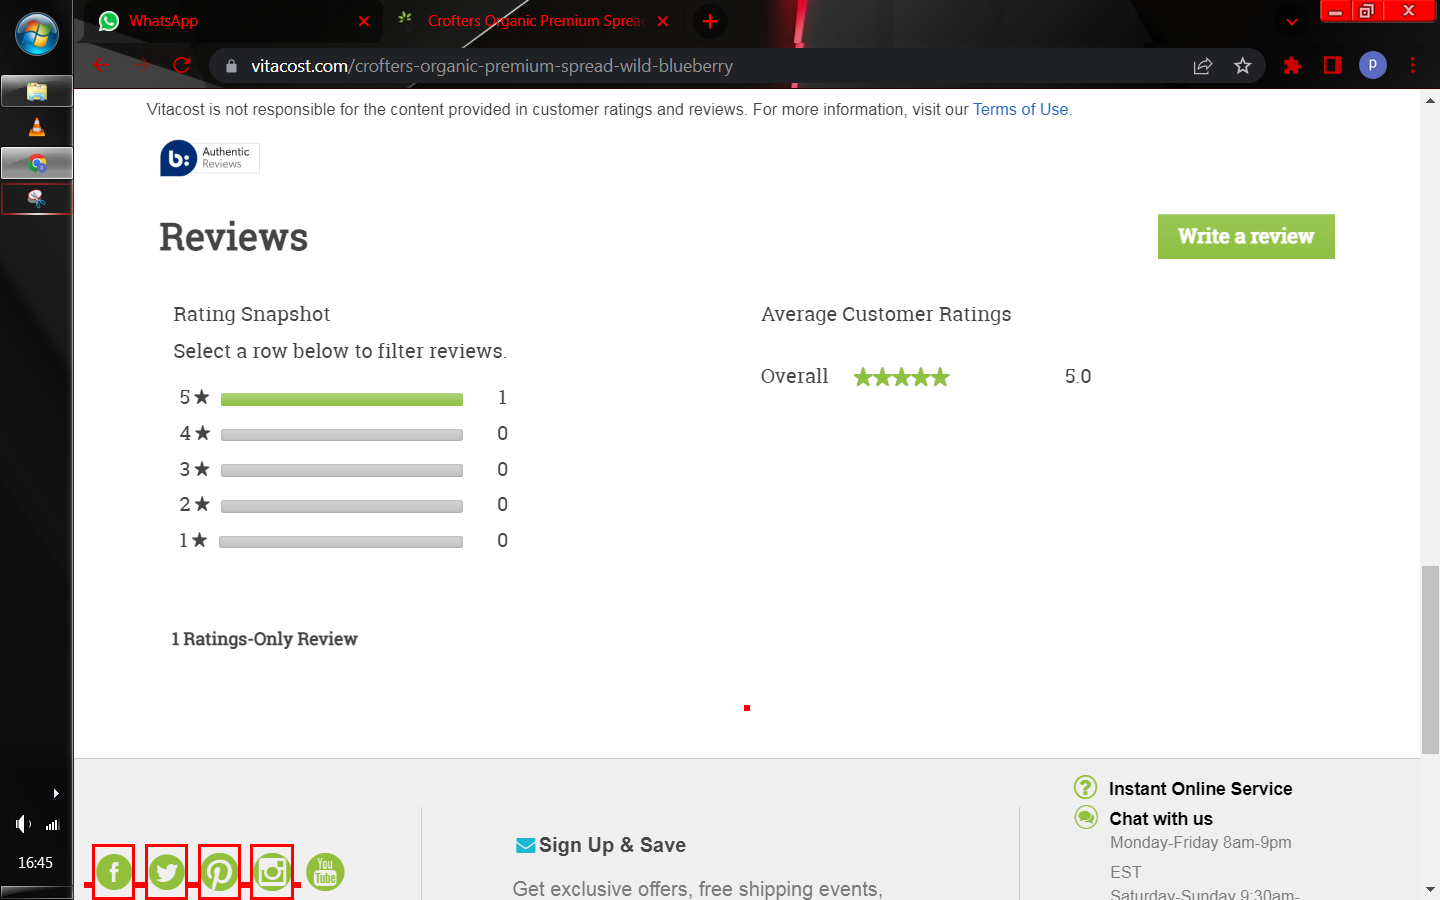 WhatsApp
Crofters Organic Premium Sprea
vitacost.com/crofters-organic-premium-spread-wild-blueberry
p
Vitacost is not responsible for the content provided in customer ratings and reviews. For more information, visit our Terms of Use.
b:
Authentic
Reviews
Reviews
Write a review
Rating Snapshot
Average Customer Ratings
Select a row below to filter reviews.
Overall 5.0
5★ 1
4★ 0
3★ 0
2★ 0
1★ 0
1 Ratings-Only Review
Instant Online Service
Chat with us
Monday-Friday 8am-9pm
EST
Saturday-Sunday 9:30am-
Sign Up & Save
Get exclusive offers, free shipping events,
You
Tube
16:45